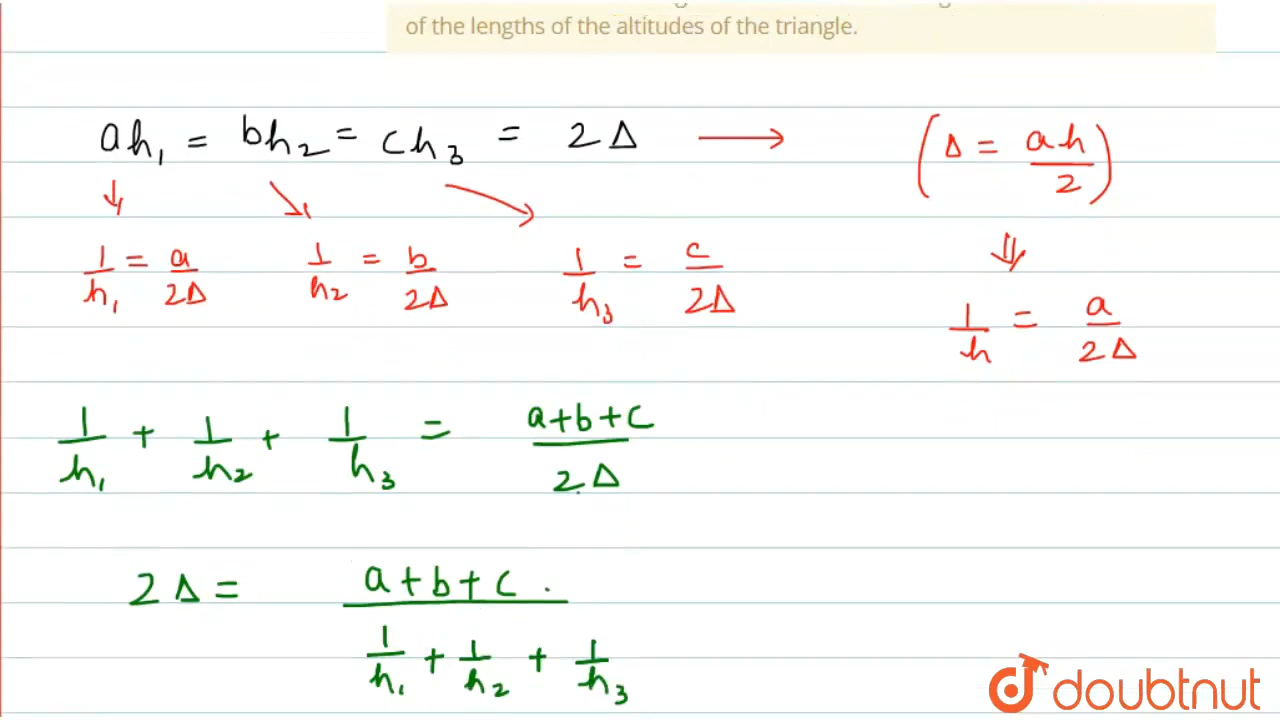 of the lengths of the altitudes of the triangle.
ah₁ = bh₂ = ch₃ = 2Δ ⟶ (Δ = ah/2)
1/h₁ = a/2Δ 1/h₂ = b/2Δ 1/h₃ = c/2Δ
⇓
1/h = a/2Δ
1/h₁ + 1/h₂ + 1/h₃ = a+b+c/2Δ
2Δ = a+b+c/1/h₁ + 1/h₂ + 1/h₃
doubtnut